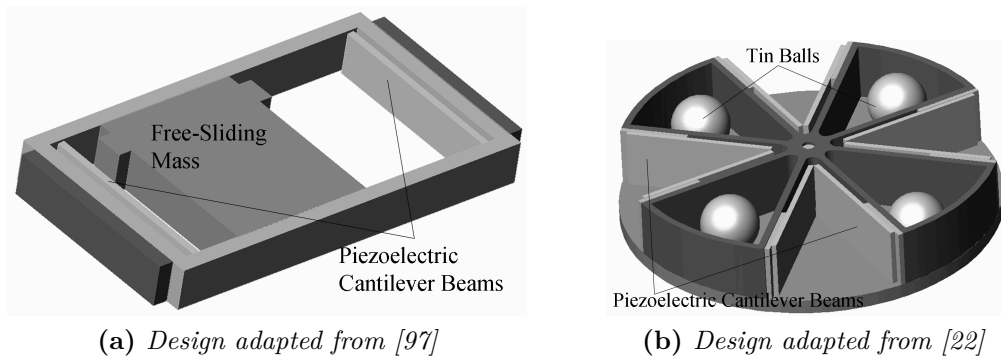 Free-Sliding
Mass
Piezoelectric
Cantilever Beams
Tin Balls
Piezoelectric Cantilever Beams
(a) Design adapted from [97]
(b) Design adapted from [22]